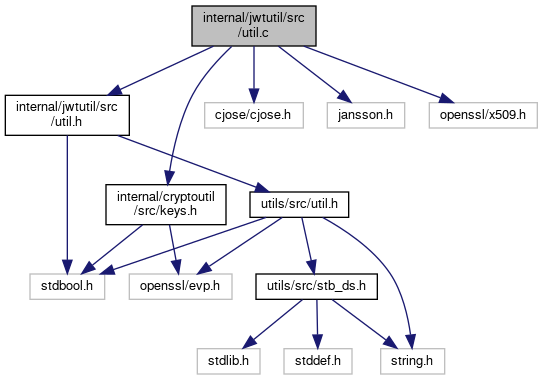 internal/jwtutil/src
/util.c
internal/jwtutil/src
/util.h
cjose/cjose.h
jansson.h
openssl/x509.h
internal/cryptoutil
/src/keys.h
utils/src/util.h
stdbool.h
openssl/evp.h
utils/src/stb_ds.h
stdlib.h
stddef.h
string.h